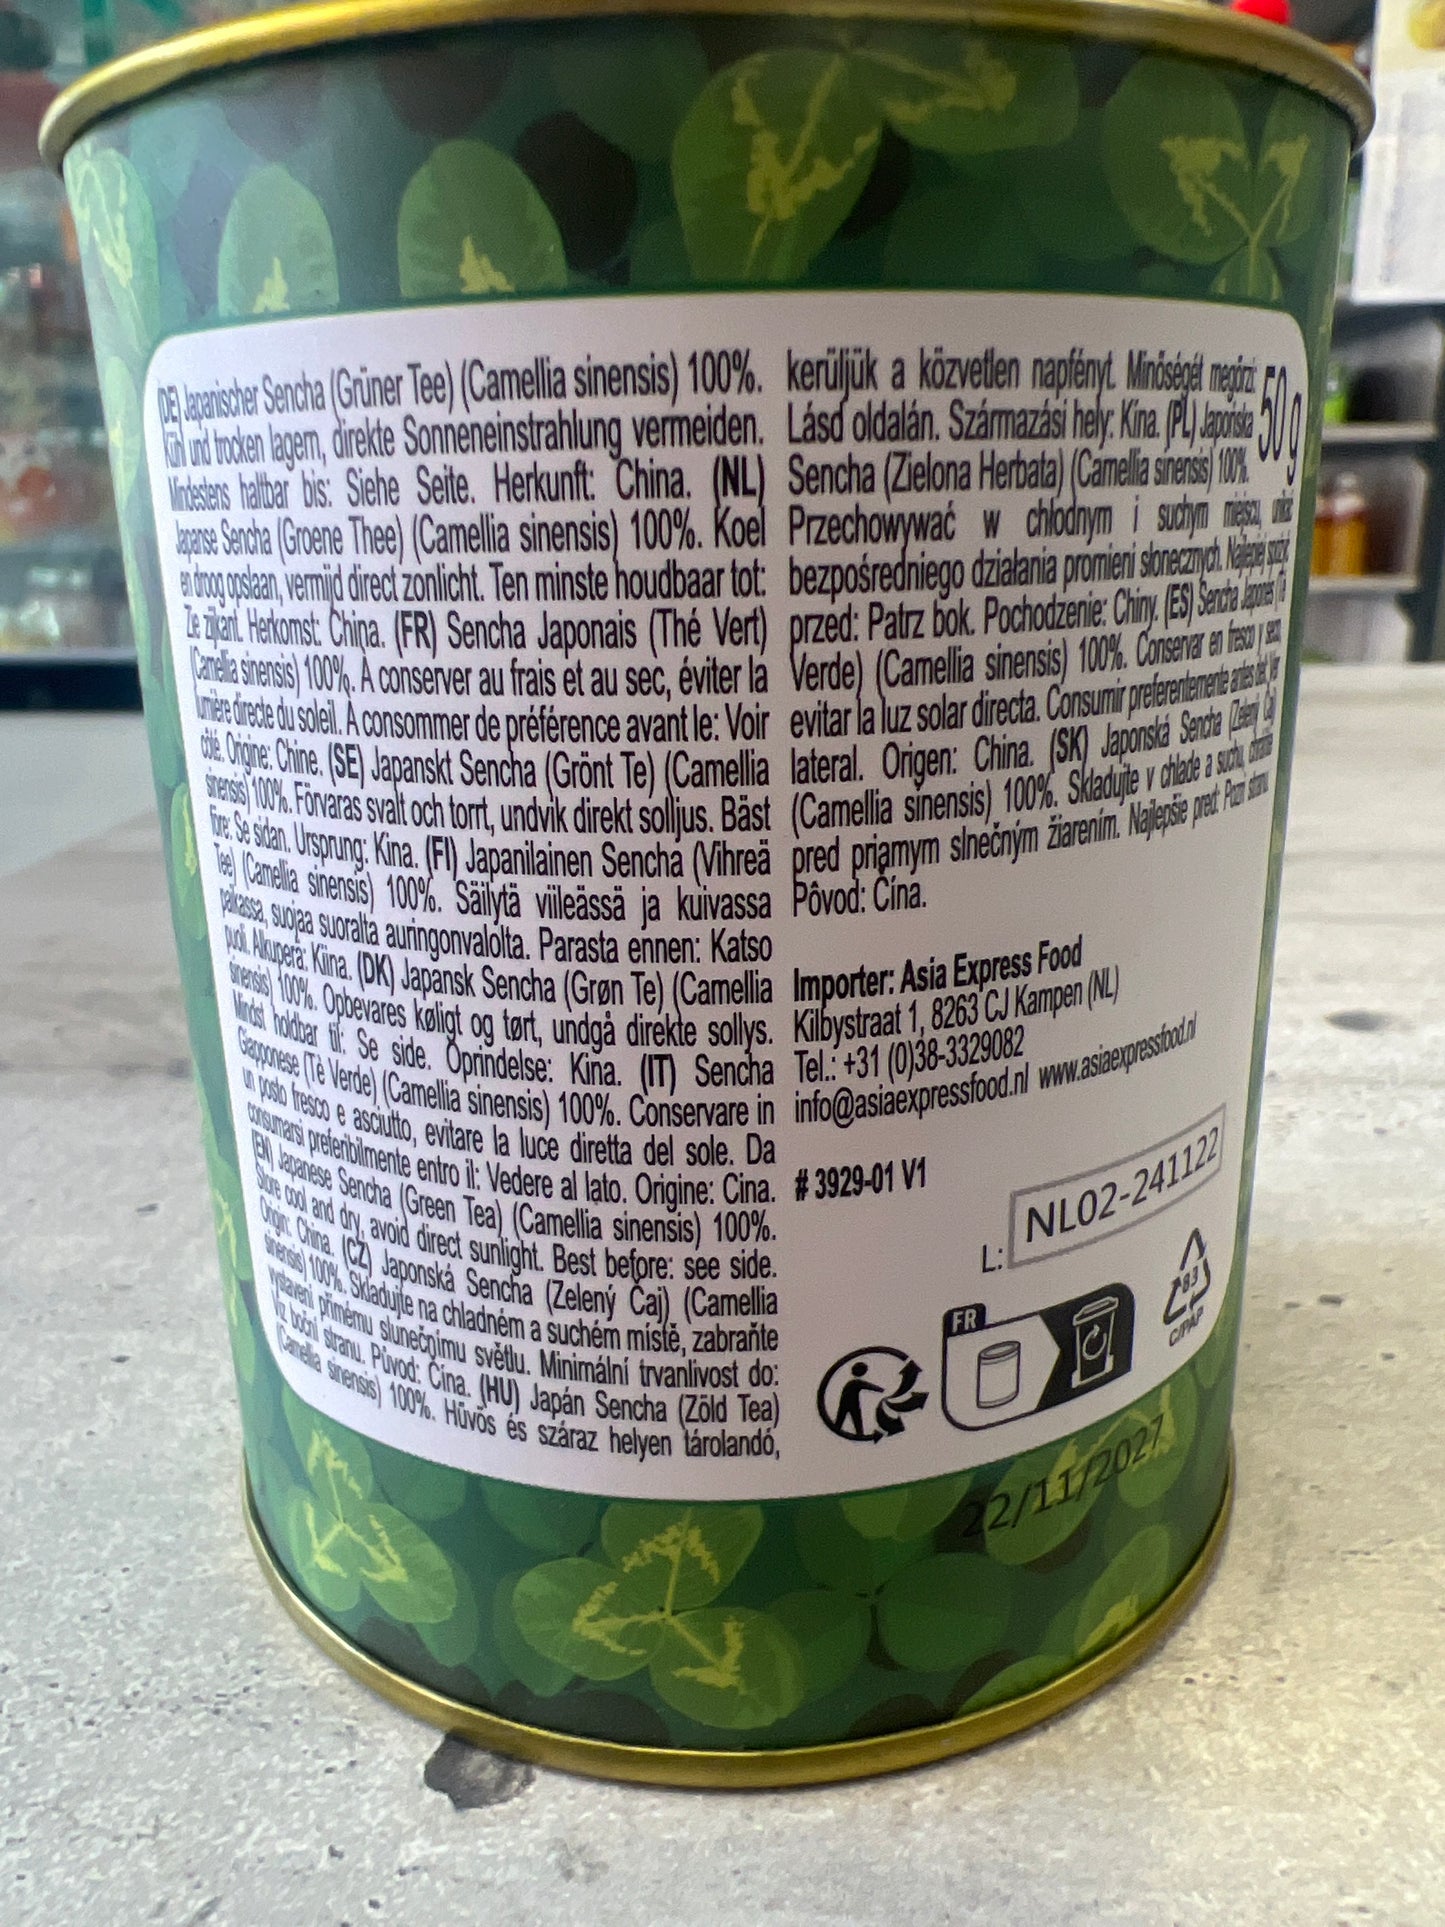 (DE) Japanischer Sencha (Grüner Tee) (Camellia sinensis) 100%.
Kühl und trocken lagern, direkte Sonneneinstrahlung vermeiden.
Mindestens haltbar bis: Siehe Seite. Herkunft: China. (NL)
Japanse Sencha (Groene Thee) (Camellia sinensis) 100%. Koel
en droog opslaan, vermijd direct zonlicht. Ten minste houdbaar tot:
Zie zijkant. Herkomst: China. (FR) Sencha Japonais (Thé Vert)
(Camellia sinensis) 100%. À conserver au frais et au sec, éviter la
lumière directe du soleil. À consommer de préférence avant le: Voir
côté. Origine: Chine. (SE) Japanskt Sencha (Grönt Te) (Camellia
sinensis) 100%. Förvaras svalt och torrt, undvik direkt solljus. Bäst
före: Se sidan. Ursprung: Kina. (FI) Japanilainen Sencha (Vihreä
Tee) (Camellia sinensis) 100%. Säilytä viileässä ja kuivassa
paikassa, suojaa suoralta auringonvalolta. Parasta ennen: Katso
puoli. Alkuperä: Kiina. (DK) Japansk Sencha (Grøn Te) (Camellia
sinensis) 100%. Opbevares køligt og tørt, undgå direkte sollys.
Mindst holdbar til: Se side. Oprindelse: Kina. (IT) Sencha
Giapponese (Tè Verde) (Camellia sinensis) 100%. Conservare in
un posto fresco e asciutto, evitare la luce diretta del sole. Da
consumarsi preferibilmente entro il: Vedere al lato. Origine: Cina.
(EN) Japanese Sencha (Green Tea) (Camellia sinensis) 100%.
Store cool and dry, avoid direct sunlight. Best before: see side.
Origin: China. (CZ) Japonská Sencha (Zelený Čaj) (Camellia
sinensis) 100%. Skladujte na chladném a suchém místě, zabraňte
vystavení přímému slunečnímu světlu. Minimální trvanlivost do:
Viz boční stranu. Původ: Čína. (HU) Japán Sencha (Zöld Tea)
(Camellia sinensis) 100%. Hűvös és száraz helyen tárolandó,
kerüljük a közvetlen napfényt. Minőségét megőrzi:
Lásd oldalán. Származási hely: Kína. (PL) Japońska
Sencha (Zielona Herbata) (Camellia sinensis) 100%.
Przechowywać w chłodnym i suchym miejscu, unikać
bezpośredniego działania promieni słonecznych. Najlepiej spożyć
przed: Patrz bok. Pochodzenie: Chiny. (ES) Sencha Japonés (Té
Verde) (Camellia sinensis) 100%. Conservar en fresco y seco,
evitar la luz solar directa. Consumir preferentemente antes del: Ver
lateral. Origen: China. (SK) Japonská Sencha (Zelený Čaj)
(Camellia sinensis) 100%. Skladujte v chlade a suchu, chráňte
pred priamym slnečným žiarením. Najlepšie pred: Pozri stranu.
Pôvod: Čína.
50 g
Importer: Asia Express Food
Kilbystraat 1, 8263 CJ Kampen (NL)
Tel.: +31 (0)38-3329082
info@asiaexpressfood.nl www.asiaexpressfood.nl
# 3929-01 V1
L: NL02-241122
FR
83
C/PAP
22/11/2027